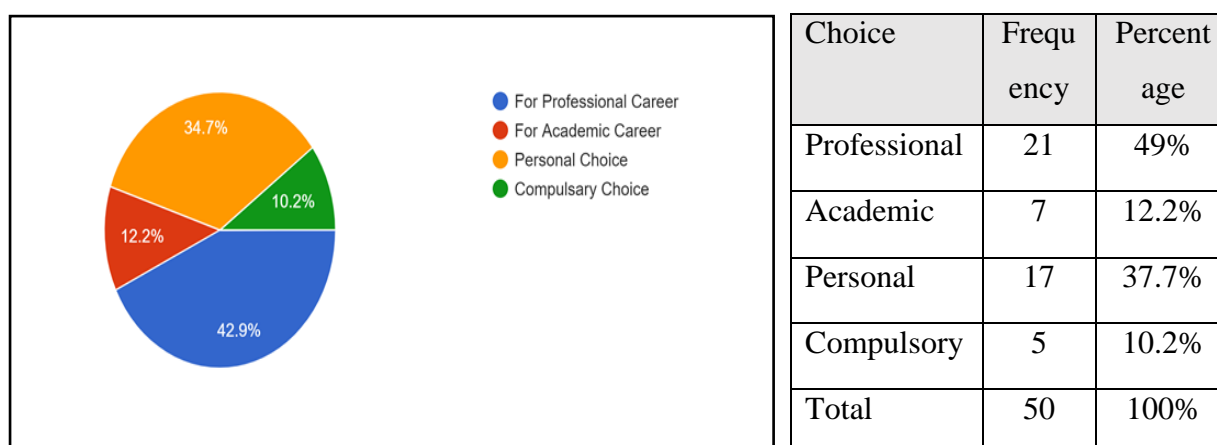 34.7%
10.2%
12.2%
42.9%
For Professional Career
For Academic Career
Personal Choice
Compulsary Choice
Choice Frequ Percent
ency age
Professional 21 49%
Academic 7 12.2%
Personal 17 37.7%
Compulsory 5 10.2%
Total 50 100%